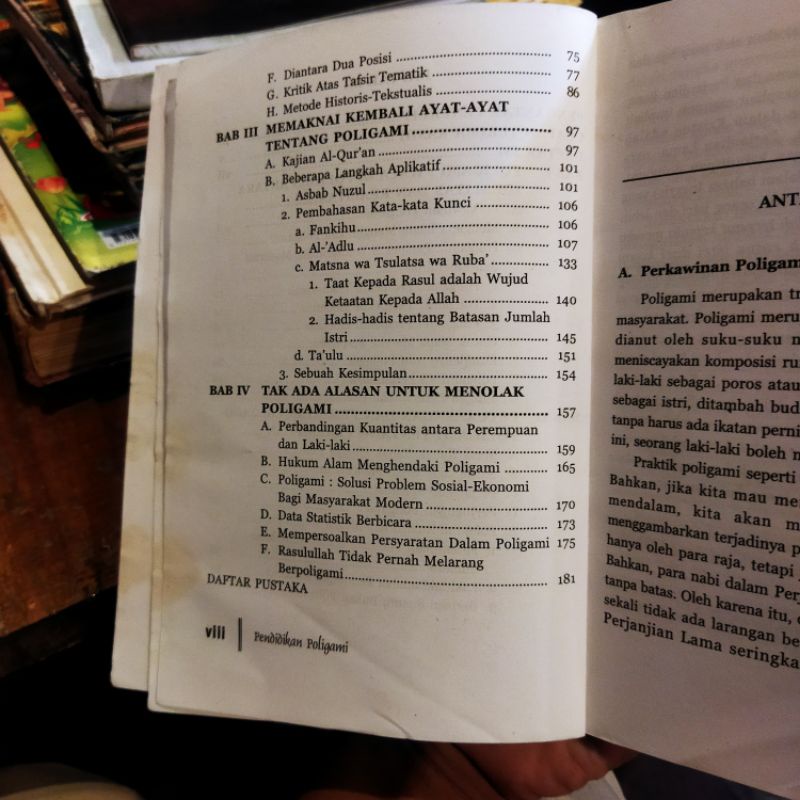 F. Diantara Dua Posisi ........ 75
G. Kritik Atas Tafsir Tematik ........ 77
H. Metode Historis-Tekstualis ........ 86
BAB III MEMAKNAI KEMBALI AYAT-AYAT
TENTANG POLIGAMI ........ 97
A. Kajian Al-Qur'an ........ 97
B. Beberapa Langkah Aplikatif ........ 101
1. Asbab Nuzul ........ 101
2. Pembahasan Kata-kata Kunci ........ 106
a. Fankihu ........ 106
b. Al-'Adlu ........ 107
c. Matsna wa Tsulatsa wa Ruba' ........ 133
1. Taat Kepada Rasul adalah Wujud
Ketaatan Kepada Allah ........ 140
2. Hadis-hadis tentang Batasan Jumlah
Istri ........ 145
d. Ta'ulu ........ 151
3. Sebuah Kesimpulan ........ 154
BAB IV TAK ADA ALASAN UNTUK MENOLAK
POLIGAMI ........ 157
A. Perbandingan Kuantitas antara Perempuan
dan Laki-laki ........ 159
B. Hukum Alam Menghendaki Poligami ........ 165
C. Poligami : Solusi Problem Sosial-Ekonomi
Bagi Masyarakat Modern ........ 170
D. Data Statistik Berbicara ........ 173
E. Mempersoalkan Persyaratan Dalam Poligami 175
F. Rasulullah Tidak Pernah Melarang
Berpoligami ........ 181
DAFTAR PUSTAKA
viii | Pendidikan Poligami
ANTA
A. Perkawinan Poligam
Poligami merupakan tr
masyarakat. Poligami meru
dianut oleh suku-suku n
meniscayakan komposisi ru
laki-laki sebagai poros atau
sebagai istri, ditambah bud
tanpa harus ada ikatan perni
ini, seorang laki-laki boleh m
Praktik poligami seperti
Bahkan, jika kita mau me
mendalam, kita akan m
menggambarkan terjadinya p
hanya oleh para raja, tetapi
Bahkan, para nabi dalam Perj
tanpa batas. Oleh karena itu,
sekali tidak ada larangan be
Perjanjian Lama seringka